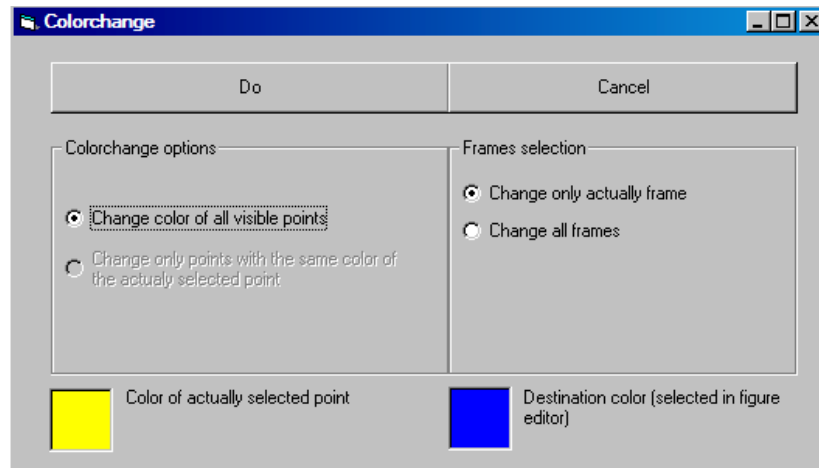 Colorchange
Do
Cancel
Colorchange options
Change color of all visible points
Change only points with the same color of
the actualy selected point
Frames selection
Change only actually frame
Change all frames
Color of actually selected point
Destination color (selected in figure
editor)